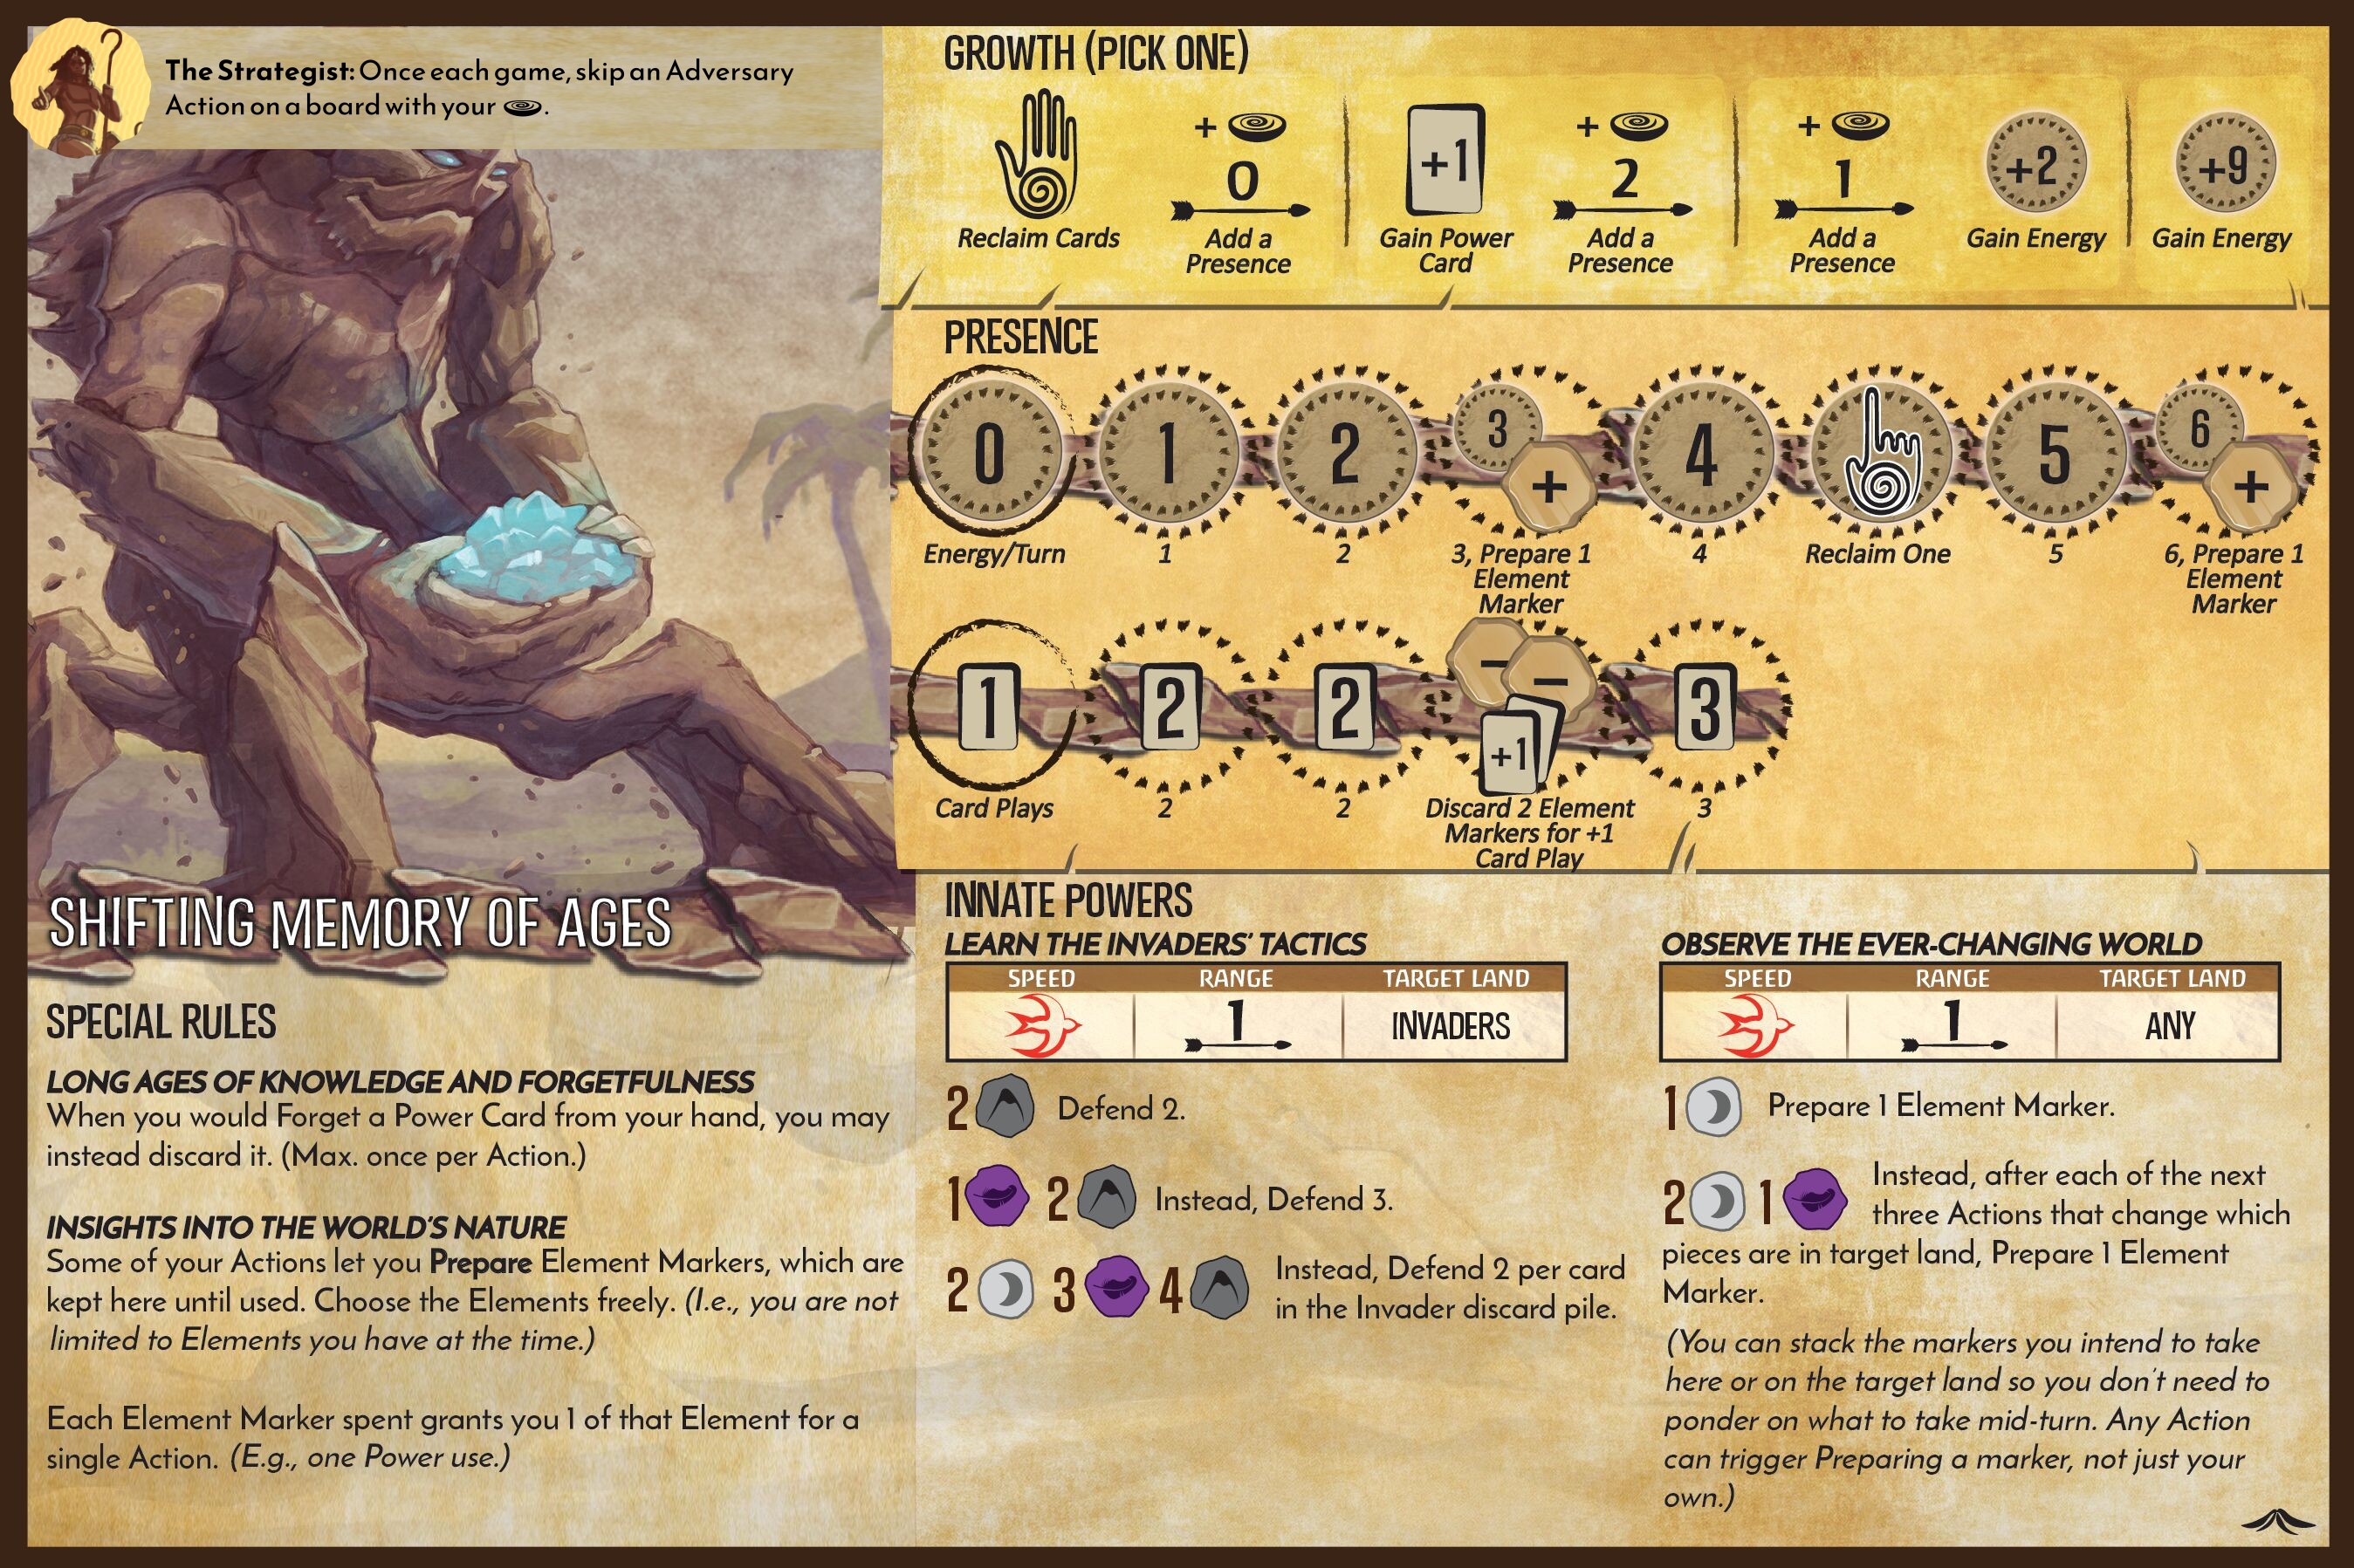 The Strategist: Once each game, skip an Adversary
Action on a board with your .
GROWTH (PICK ONE)
+
0
+1
+
2
+
1
+2
+9
Reclaim Cards
Add a
Presence
Gain Power
Card
Add a
Presence
Add a
Presence
Gain Energy
Gain Energy
PRESENCE
0
1
2
3
+
4
5
6
+
Energy/Turn
1
2
3, Prepare 1
Element
Marker
4
Reclaim One
5
6, Prepare 1
Element
Marker
1
2
2
–
–
+1
3
Card Plays
2
2
Discard 2 Element
Markers for +1
Card Play
3
SHIFTING MEMORY OF AGES
SPECIAL RULES
LONG AGES OF KNOWLEDGE AND FORGETFULNESS
When you would Forget a Power Card from your hand, you may
instead discard it. (Max. once per Action.)
INSIGHTS INTO THE WORLD'S NATURE
Some of your Actions let you Prepare Element Markers, which are
kept here until used. Choose the Elements freely. (I.e., you are not
limited to Elements you have at the time.)
Each Element Marker spent grants you 1 of that Element for a
single Action. (E.g., one Power use.)
INNATE POWERS
LEARN THE INVADERS' TACTICS
SPEED RANGE TARGET LAND
1 INVADERS
2 Defend 2.
1 2 Instead, Defend 3.
2 3 4 Instead, Defend 2 per card
in the Invader discard pile.
OBSERVE THE EVER-CHANGING WORLD
SPEED RANGE TARGET LAND
1 ANY
1 Prepare 1 Element Marker.
2 1 Instead, after each of the next
three Actions that change which
pieces are in target land, Prepare 1 Element
Marker.
(You can stack the markers you intend to take
here or on the target land so you don't need to
ponder on what to take mid-turn. Any Action
can trigger Preparing a marker, not just your
own.)